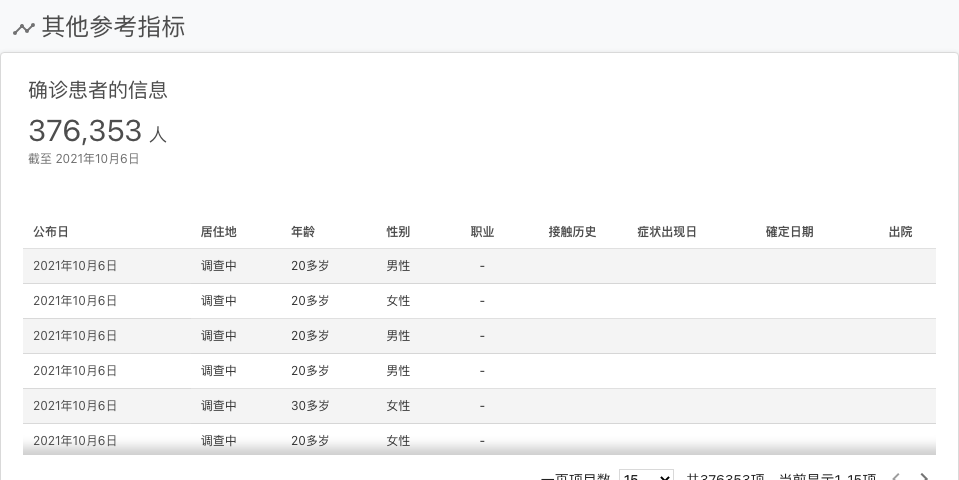 其他参考指标
确诊患者的信息
376,353 人
截至 2021年10月6日
公布日 居住地 年龄 性别 职业 接触历史 症状出现日 確定日期 出院
2021年10月6日 调查中 20多岁 男性 -
2021年10月6日 调查中 20多岁 女性 -
2021年10月6日 调查中 20多岁 男性 -
2021年10月6日 调查中 20多岁 男性 -
2021年10月6日 调查中 30多岁 女性 -
2021年10月6日 调查中 20多岁 女性 -
一页项目数 15 共376353项，当前显示1-15项